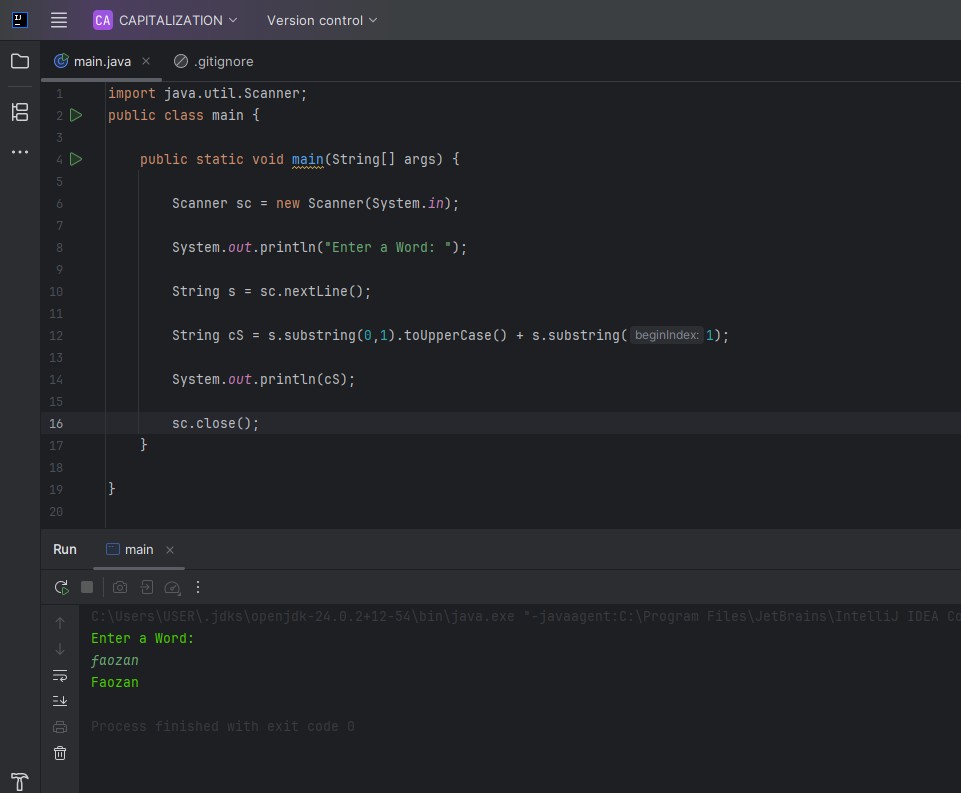 CA CAPITALIZATION Version control
main.java .gitignore
1 import java.util.Scanner;
2 public class main {
3
4 public static void main(String[] args) {
5
6 Scanner sc = new Scanner(System.in);
7
8 System.out.println("Enter a Word: ");
9
10 String s = sc.nextLine();
11
12 String cS = s.substring(0,1).toUpperCase() + s.substring( beginIndex: 1);
13
14 System.out.println(cS);
15
16 sc.close();
17 }
18
19 }
20
Run main
C:\Users\USER\.jdks\openjdk-24.0.2+12-54\bin\java.exe "-javaagent:C:\Program Files\JetBrains\IntelliJ IDEA Co
Enter a Word:
faozan
Faozan
Process finished with exit code 0